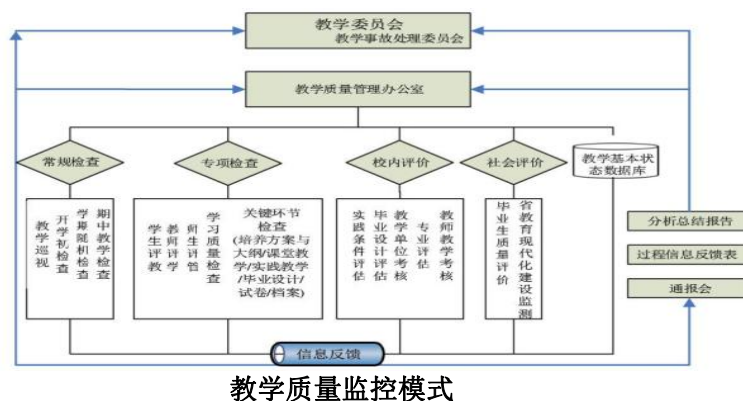 教学委员会
教学事故处理委员会
教学质量管理办公室
常规检查
专项检查
校内评价
社会评价
教学基本状
态数据库
教学巡视
开学初检查
学期随机检查
期中教学检查
学生评教
教师评学
师生评管
学习质量检查
关键环节
检查
(培养方案与
大纲/课堂教
学/实践教学
/毕业设计/
试卷/档案)
实践条件评估
毕业设计评估
教学单位考核
专业评估
教师教学考核
毕业生质量评价
省教育现代化建设监测
分析总结报告
过程信息反馈表
通报会
信息反馈
教学质量监控模式